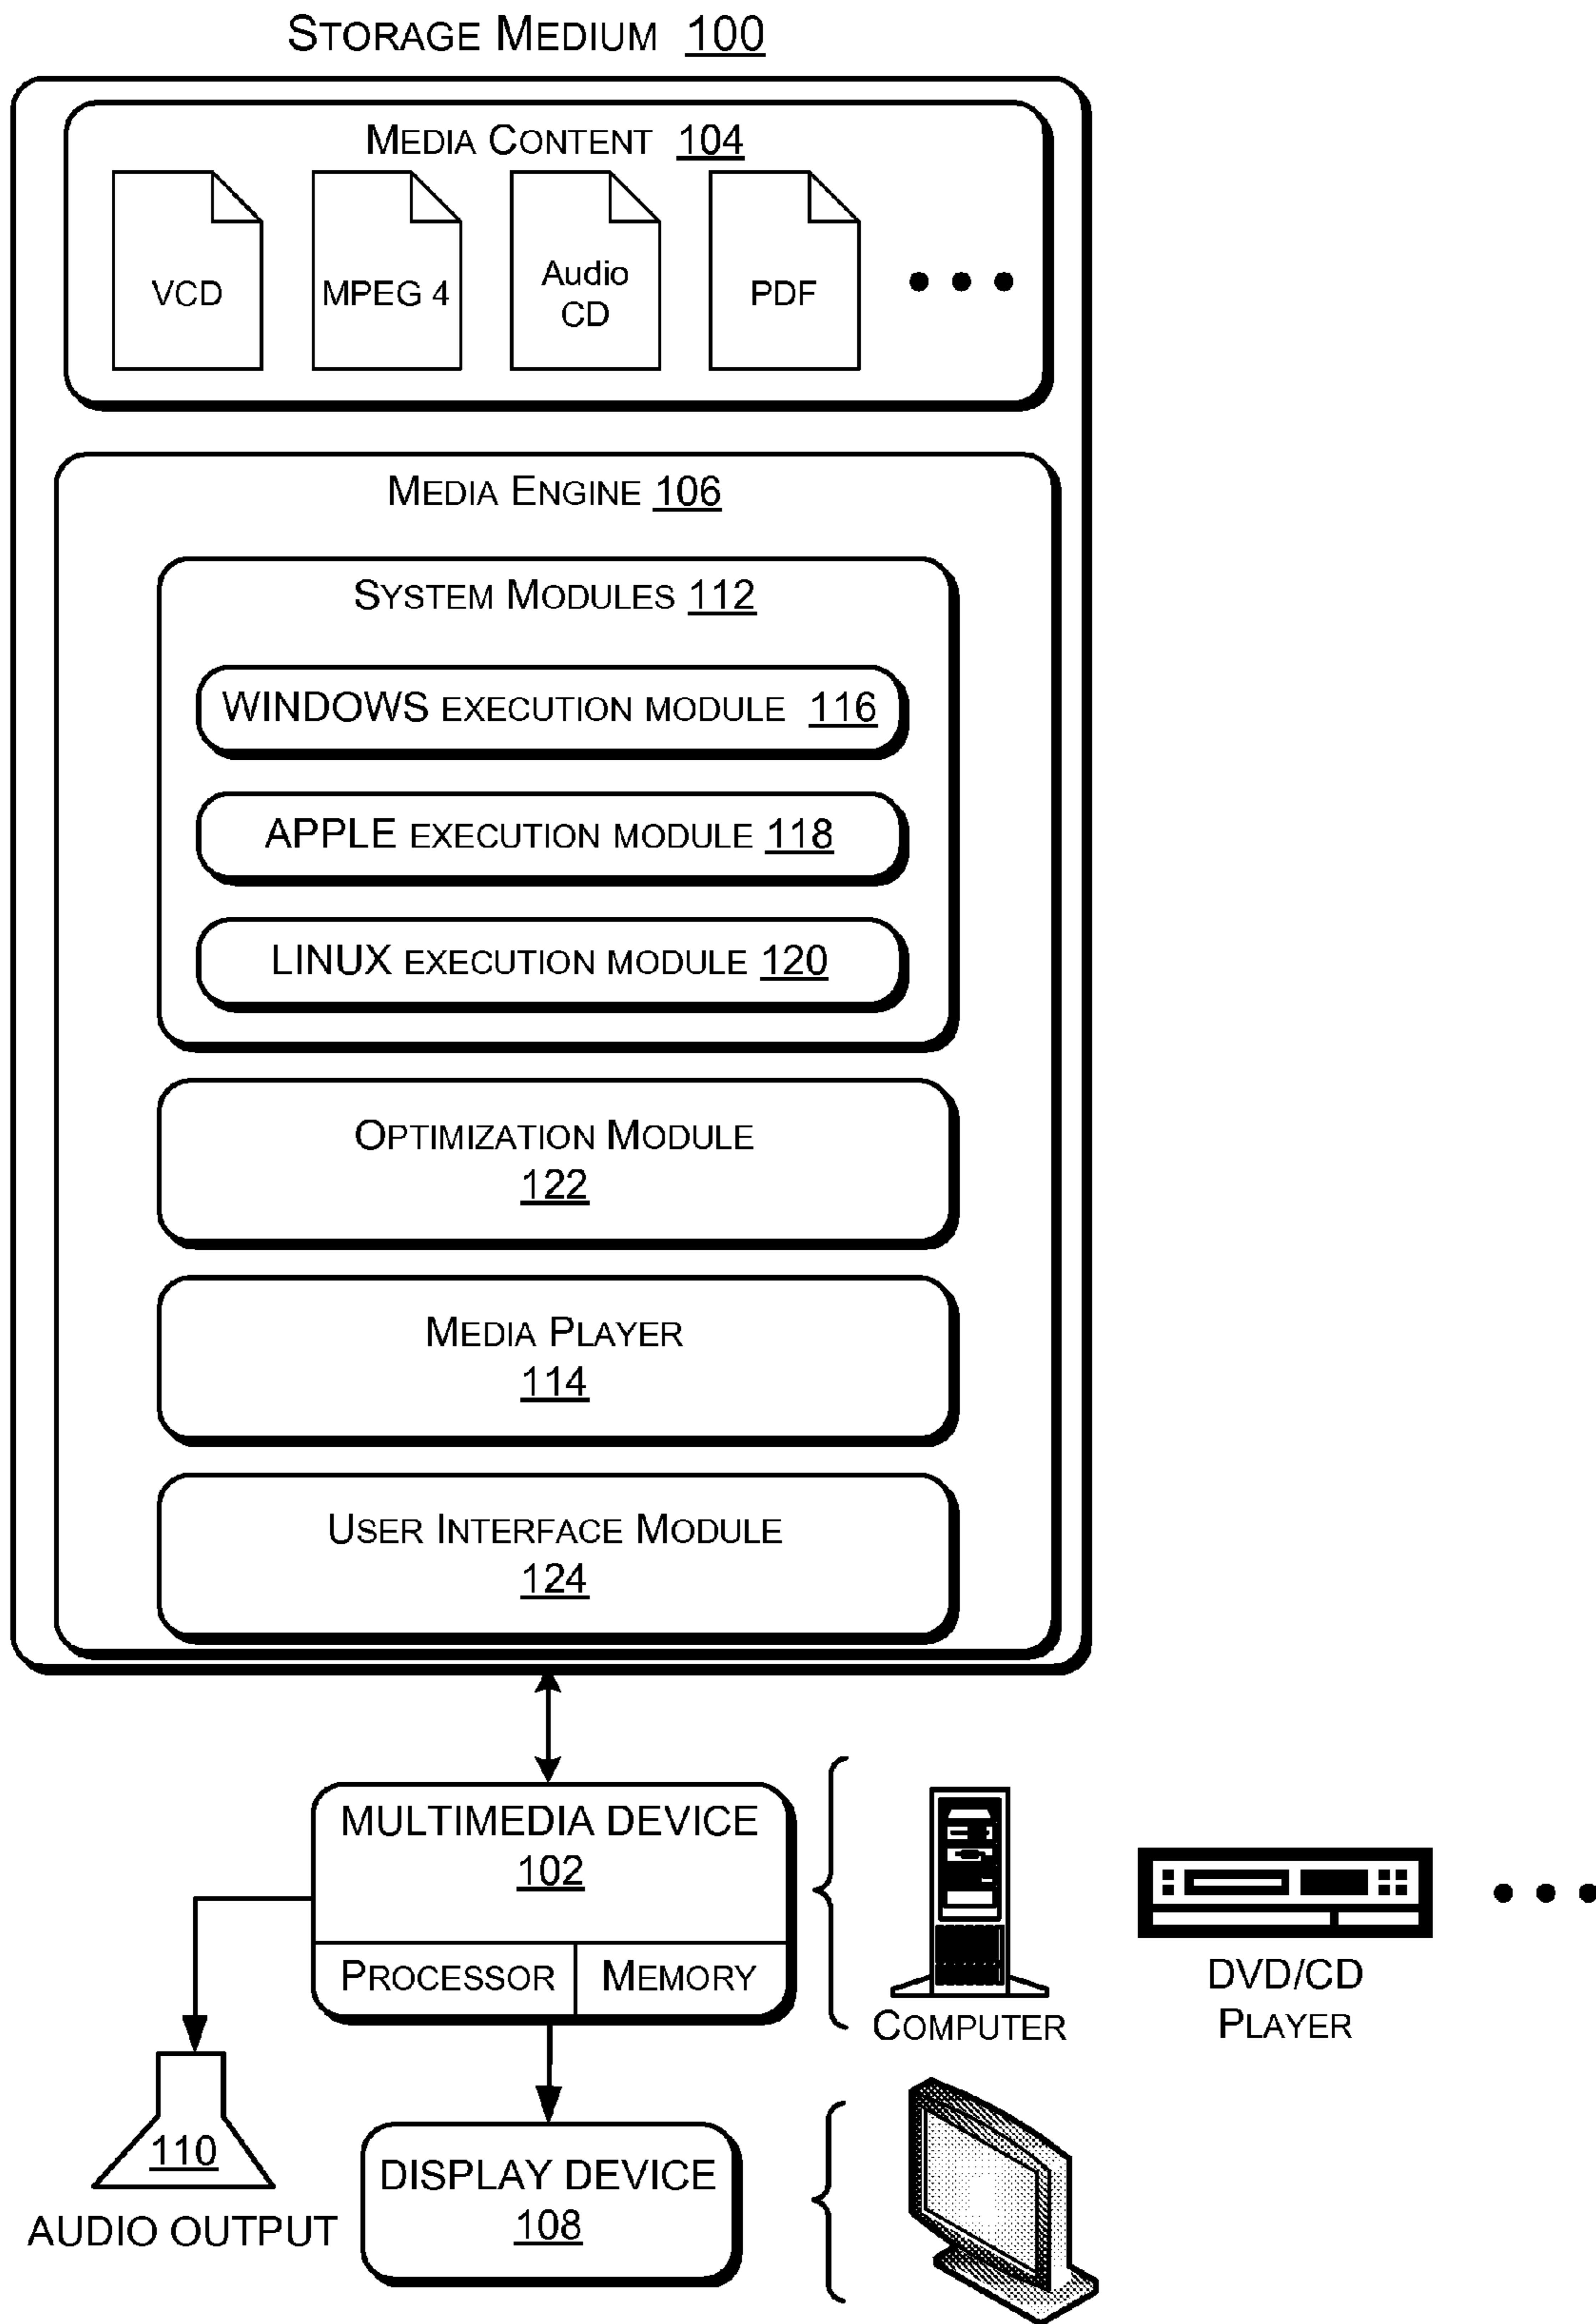 STORAGE MEDIUM 100
MEDIA CONTENT 104
VCD
MPEG 4
Audio
CD
PDF
MEDIA ENGINE 106
SYSTEM MODULES 112
WINDOWS EXECUTION MODULE 116
APPLE EXECUTION MODULE 118
LINUX EXECUTION MODULE 120
OPTIMIZATION MODULE
122
MEDIA PLAYER
114
USER INTERFACE MODULE
124
MULTIMEDIA DEVICE
102
PROCESSOR
MEMORY
COMPUTER
DVD/CD
PLAYER
110
AUDIO OUTPUT
DISPLAY DEVICE
108